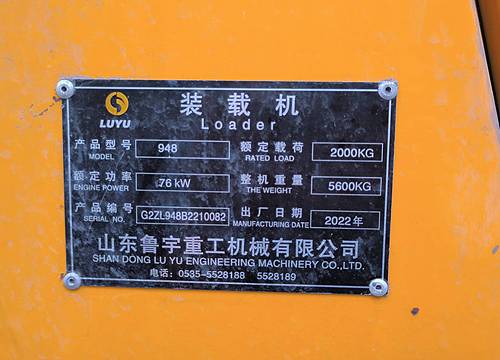 LUYU
装载机
Loader
产品型号 948 额定载荷 2000KG
MODEL RATED LOAD
额定功率 76kW 整机重量 5600KG
ENGINE POWER THE WEIGHT
产品编号 G2ZL948B2210082 出厂日期 2022年
SERIAL NO. MANUFACTURING DATE
山东鲁宇重工机械有限公司
SHAN DONG LU YU ENGINEERING MACHINERY CO.,LTD.
电话: 0535-5528188 5528189